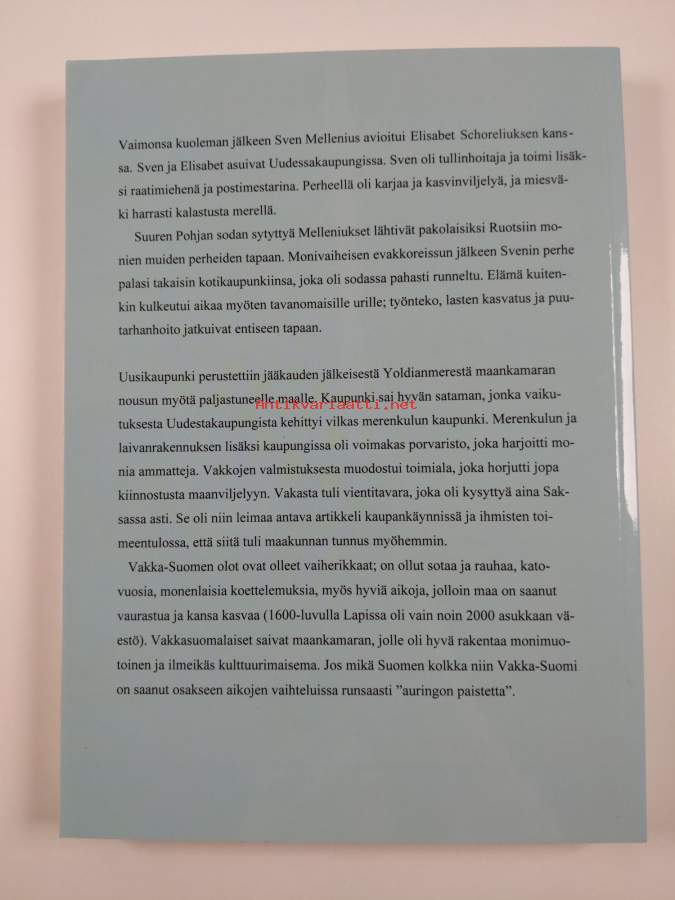 Vaimonsa kuoleman jälkeen Sven Mellenius avioitui Elisabet Schoreliuksen kans-
sa. Sven ja Elisabet asuivat Uudessakaupungissa. Sven oli tullinhoitaja ja toimi lisäk-
si raatimiehenä ja postimestarina. Perheellä oli karjaa ja kasvinviljelyä, ja miesvä-
ki harrasti kalastusta merellä.
Suuren Pohjan sodan sytyttyä Melleniukset lähtivät pakolaisiksi Ruotsiin mo-
nien muiden perheiden tapaan. Monivaiheisen evakkoreissun jälkeen Svenin perhe
palasi takaisin kotikaupunkiinsa, joka oli sodassa pahasti runneltu. Elämä kuiten-
kin kulkeutui aikaa myöten tavanomaisille urille; työnteko, lasten kasvatus ja puu-
tarhanhoito jatkuivat entiseen tapaan.
Uusikaupunki perustettiin jääkauden jälkeisestä Yoldianmerestä maankamaran
nousun myötä paljastuneelle maalle. Kaupunki sai hyvän sataman, jonka vaiku-
Antikvariaatti.net
tuksesta Uudestakaupungista kehittyi vilkas merenkulun kaupunki. Merenkulun ja
laivanrakennuksen lisäksi kaupungissa oli voimakas porvaristo, joka harjoitti mo-
nia ammatteja. Vakkojen valmistuksesta muodostui toimiala, joka horjutti jopa
kiinnostusta maanviljelyyn. Vakasta tuli vientitavara, joka oli kysyttyä aina Sak-
sassa asti. Se oli niin leimaa antava artikkeli kaupankäynnissä ja ihmisten toi-
meentulossa, että siitä tuli maakunnan tunnus myöhemmin.
Vakka-Suomen olot ovat olleet vaiherikkaat; on ollut sotaa ja rauhaa, kato-
vuosia, monenlaisia koettelemuksia, myös hyviä aikoja, jolloin maa on saanut
vaurastua ja kansa kasvaa (1600-luvulla Lapissa oli vain noin 2000 asukkaan vä-
estö). Vakkasuomalaiset saivat maankamaran, jolle oli hyvä rakentaa monimuo-
toinen ja ilmeikäs kulttuurimaisema. Jos mikä Suomen kolkka niin Vakka-Suomi
on saanut osakseen aikojen vaihteluissa runsaasti ”auringon paistetta”.